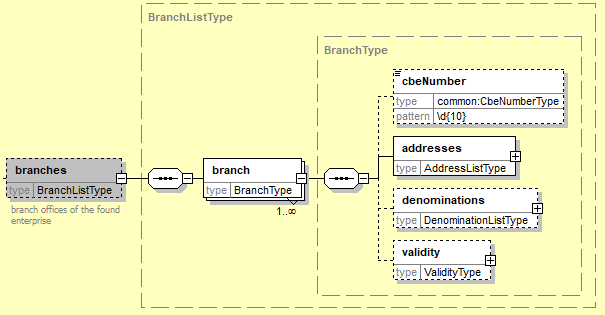 BranchListType
BranchType
cbeNumber
type common:CbeNumberType
pattern \d{10}
addresses
type AddressListType
branches
type BranchListType
branch offices of the found
enterprise
branch
type BranchType
1..∞
denominations
type DenominationListType
validity
type ValidityType